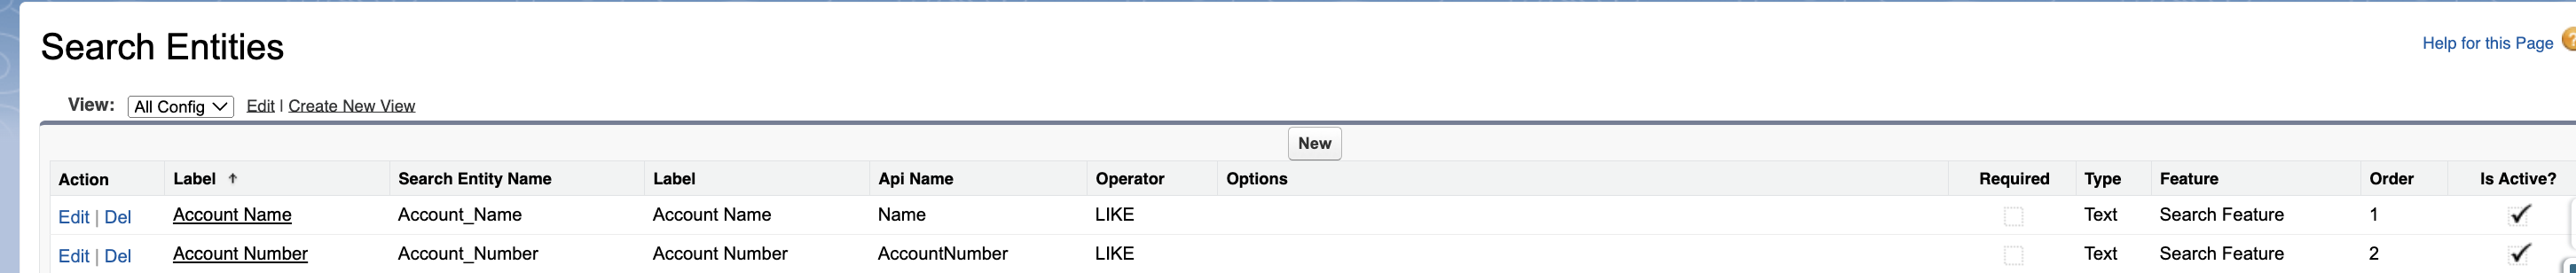 Search Entities
Help for this Page
View: All Config Edit | Create New View
New
Action Label ↑ Search Entity Name Label Api Name Operator Options Required Type Feature Order Is Active?
Edit | Del Account Name Account_Name Account Name Name LIKE Text Search Feature 1
Edit | Del Account Number Account_Number Account Number AccountNumber LIKE Text Search Feature 2